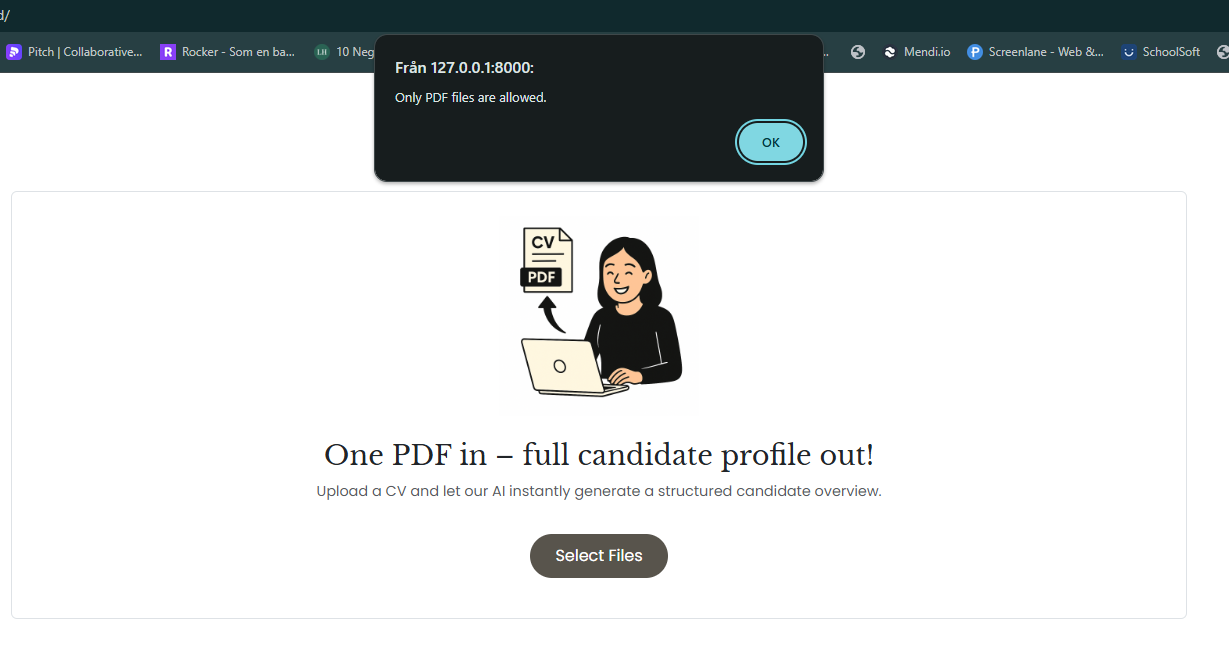 d/
Pitch | Collaborative... Rocker - Som en ba... LH 10 Neg ... Mendi.io Screenlane - Web &... SchoolSoft
Från 127.0.0.1:8000:
Only PDF files are allowed.
OK
CV
PDF
One PDF in – full candidate profile out!
Upload a CV and let our AI instantly generate a structured candidate overview.
Select Files